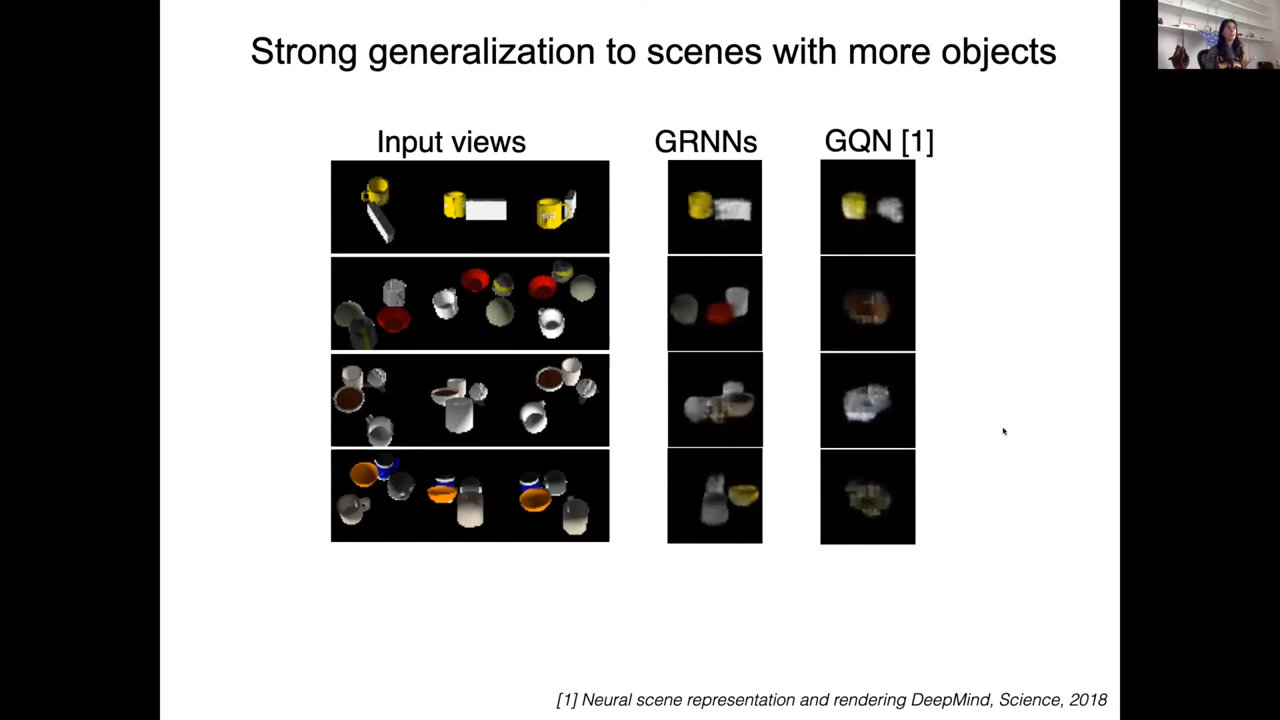 Strong generalization to scenes with more objects
Input views
GRNNs
GQN [1]
[1] Neural scene representation and rendering DeepMind, Science, 2018